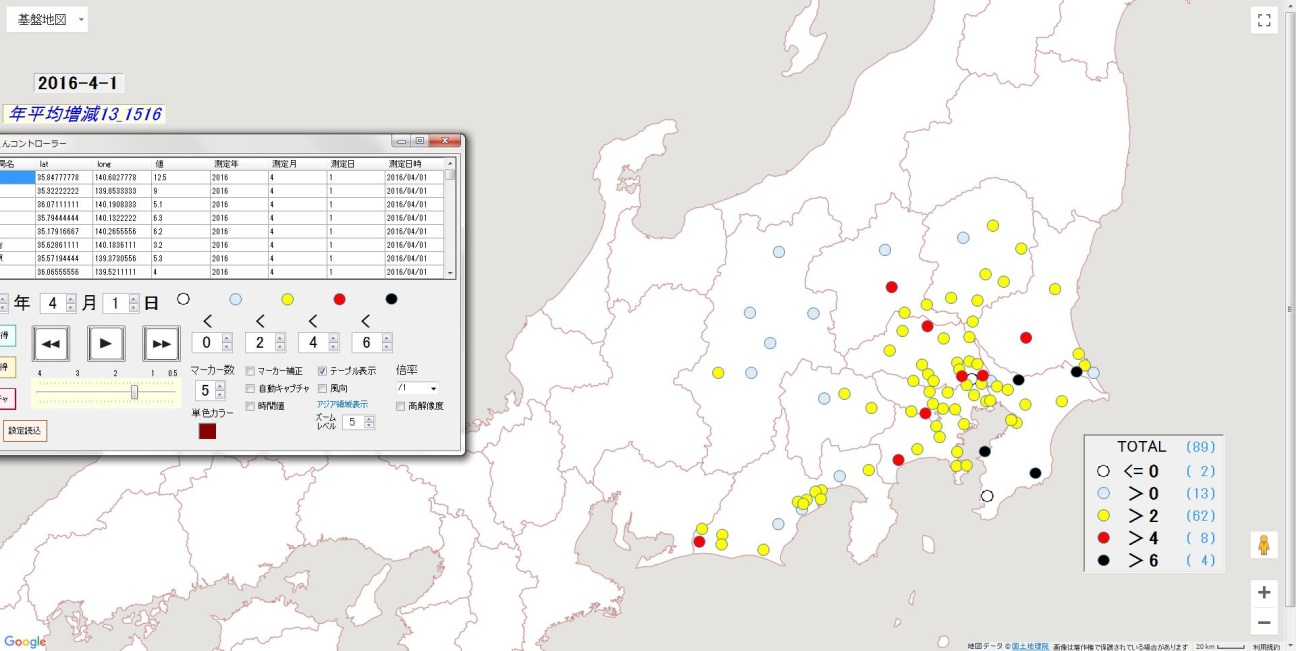 基盤地図
2016-4-1
年平均増減13_1516
んコントローラー
局名 lat long 値 測定年 測定月 測定日 測定日時
35.84777778 140.6027778 12.5 2016 4 1 2016/04/01
35.32222222 139.8533333 9 2016 4 1 2016/04/01
36.07111111 140.1908333 5.1 2016 4 1 2016/04/01
35.79444444 140.1322222 6.3 2016 4 1 2016/04/01
35.17916667 140.2655556 6.2 2016 4 1 2016/04/01
35.62861111 140.1836111 3.2 2016 4 1 2016/04/01
35.57194444 139.3730556 5.3 2016 4 1 2016/04/01
36.06555556 139.5211111 4 2016 4 1 2016/04/01
年 4 月 1 日
< < < <
得 ◀◀ ▶ ▶▶ 0 2 4 6
得 4 3 2 1 0.5 マーカー数 マーカー補正 テーブル表示 倍率
5 自動キャプチャ 風向 /1
ャ 時間値 アジア領域表示 高解像度
単色カラー ズームレベル 5
設定読込
TOTAL (89)
<= 0 ( 2)
> 0 (13)
> 2 (62)
> 4 ( 8)
> 6 ( 4)
+
−
Google
地図データ © 国土地理院 画像は著作権で保護されている場合があります 20 km 利用規約